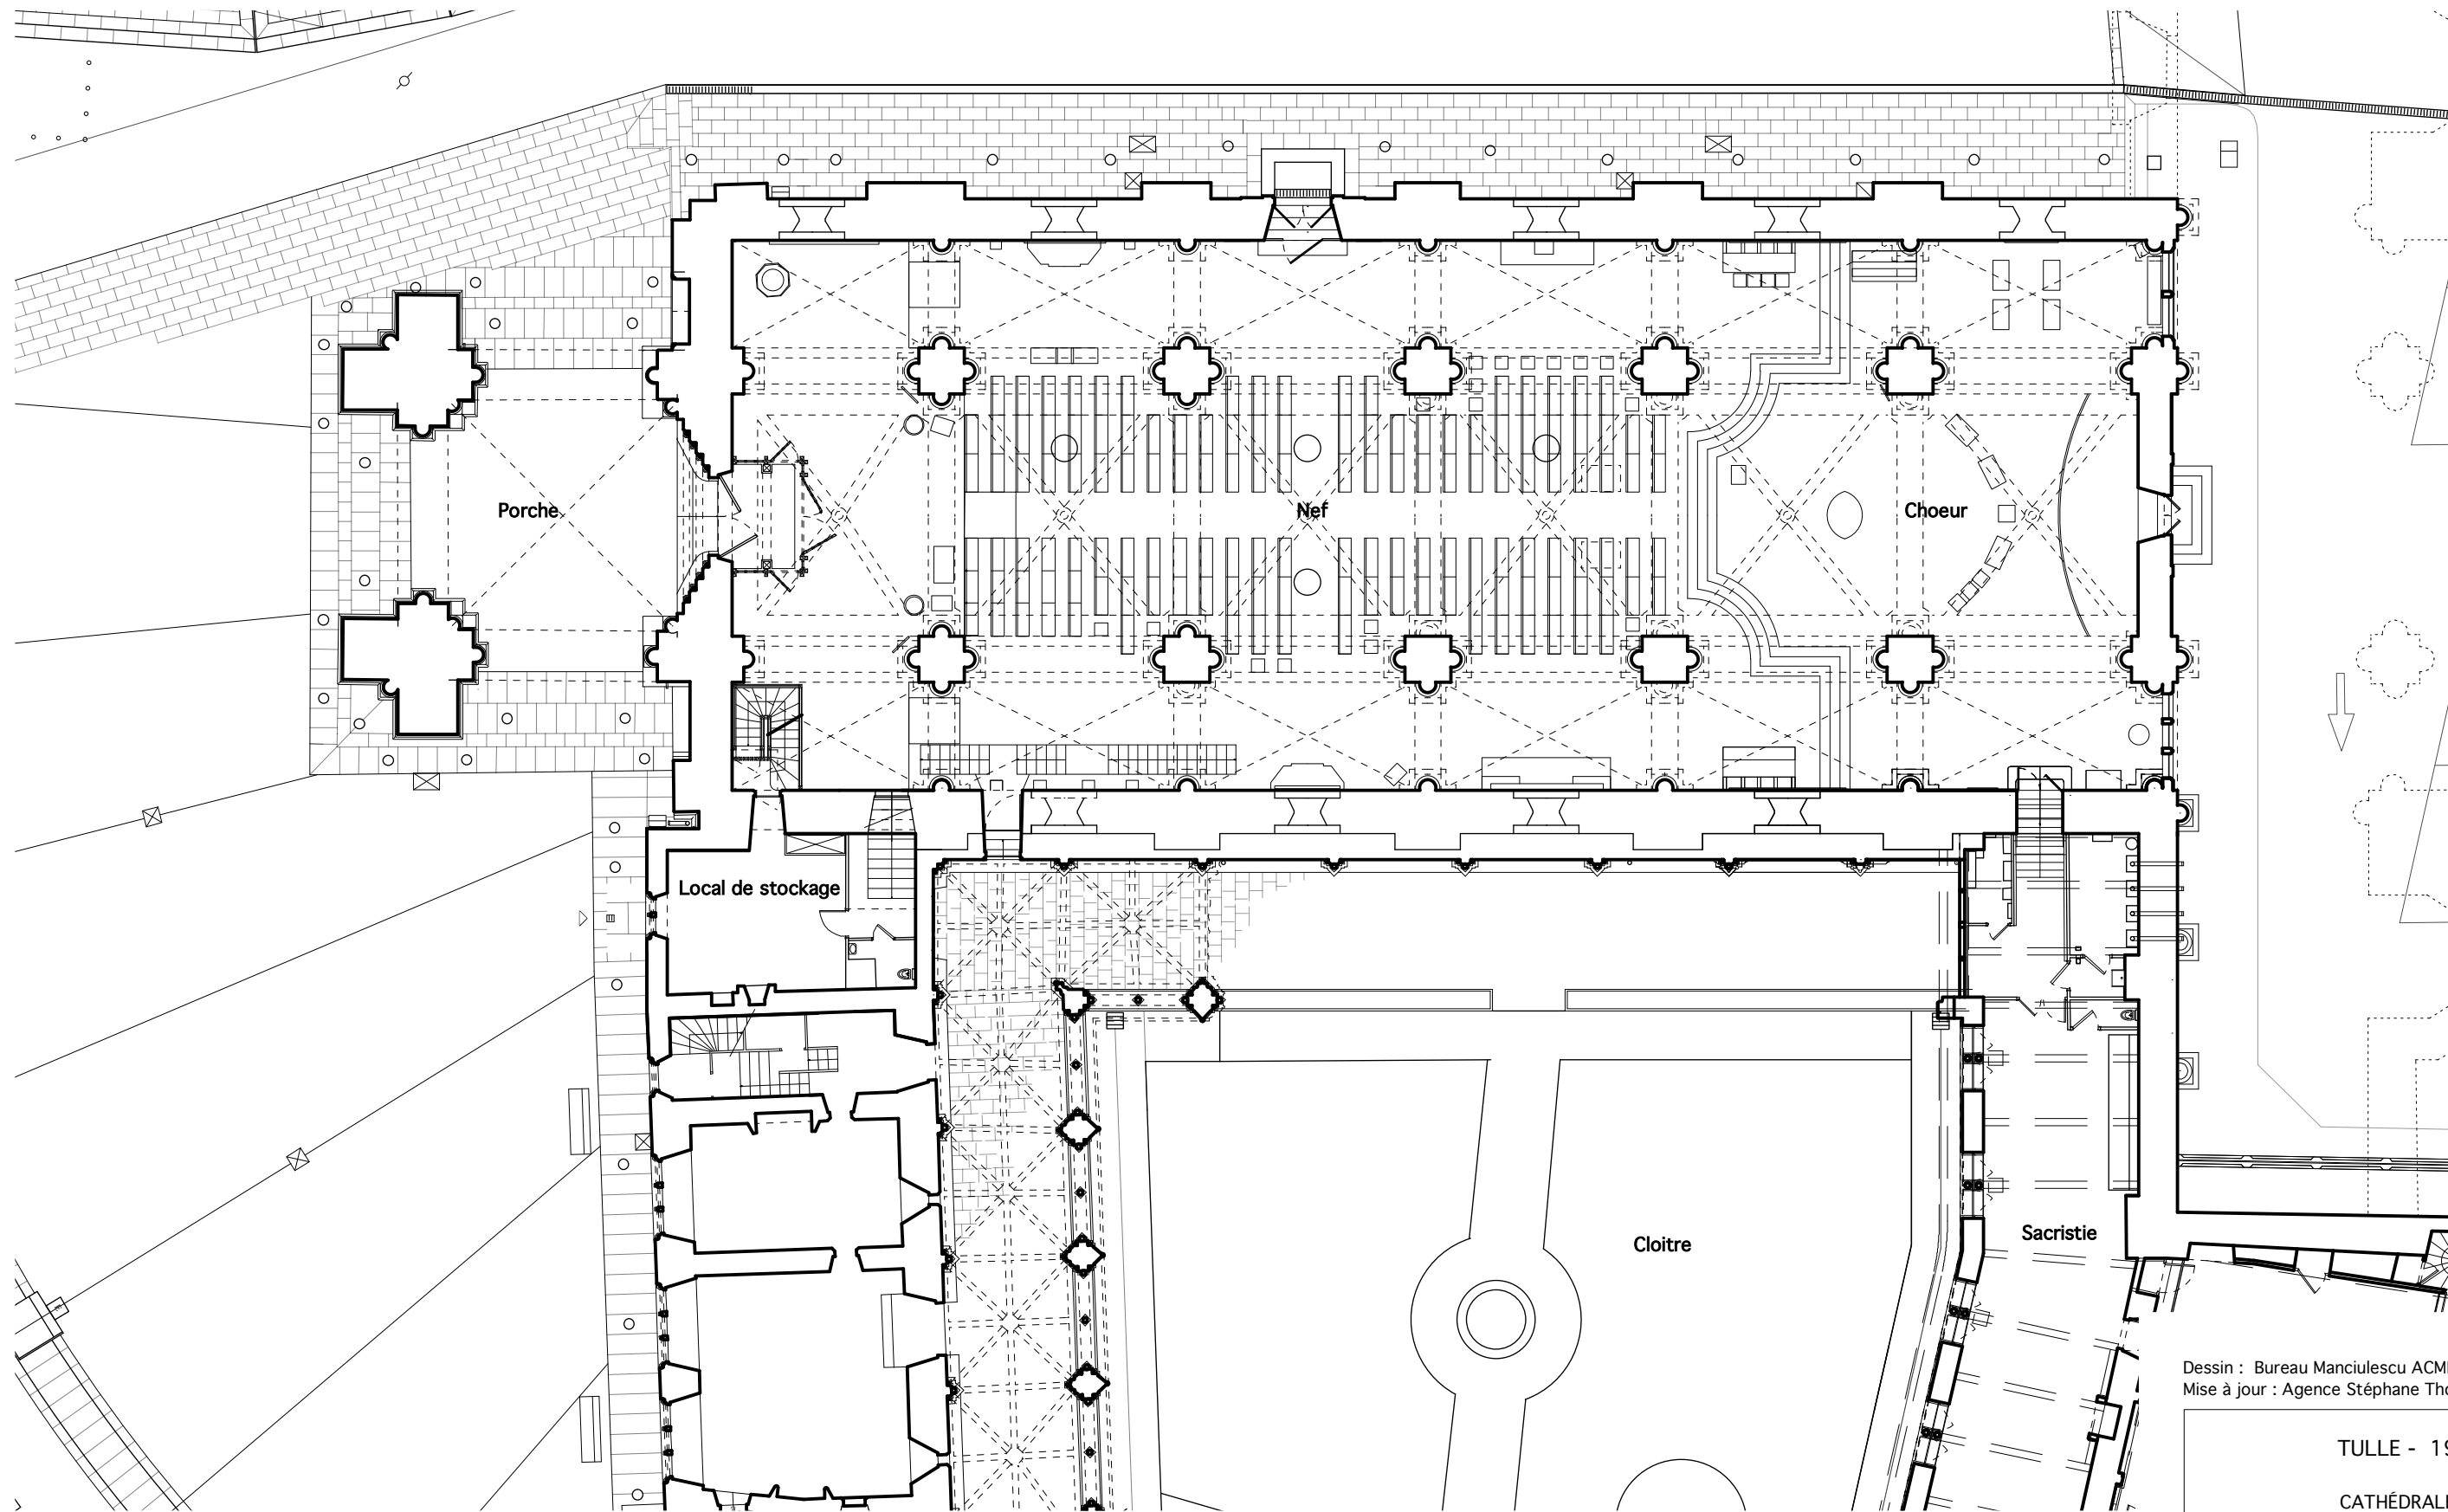 Porche
Nef
Choeur
Local de stockage
Cloitre
Sacristie
Dessin : Bureau Manciulescu
Mise à jour : Agence Stéphane
TULLE -